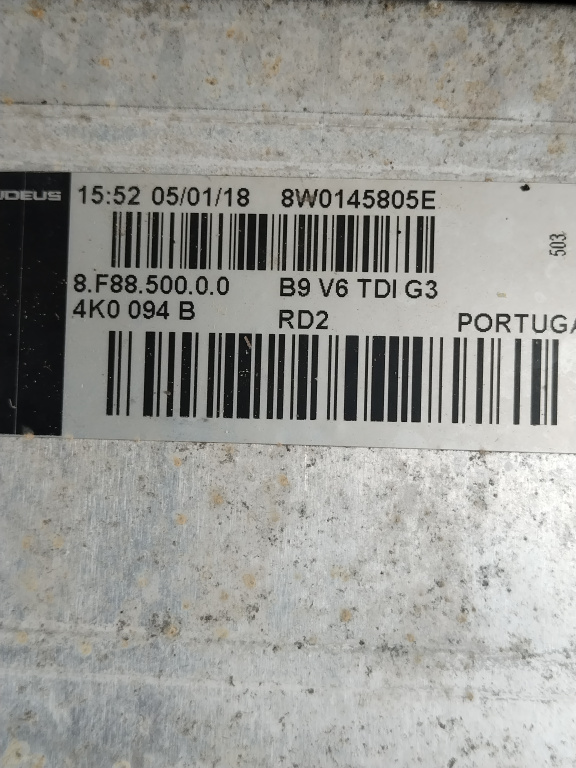 15:52 05/01/18 8W0145805E
503
8.F88.500.0.0 B9 V6 TDI G3
4K0 094 B RD2 PORTUGA